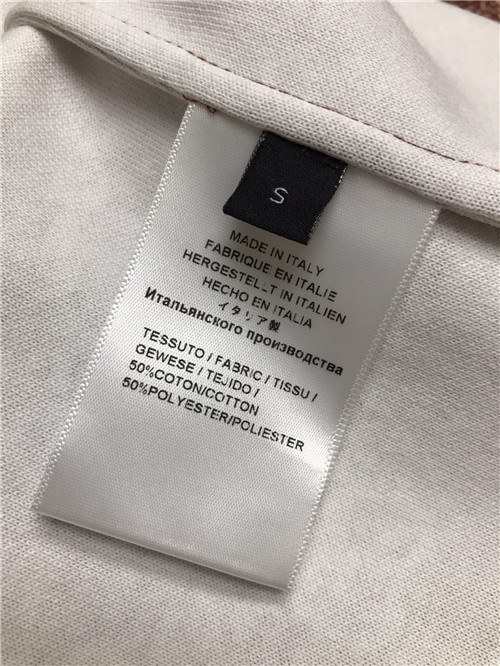 S
MADE IN ITALY
FABRIQUE EN ITALIE
HERGESTELLT IN ITALIEN
HECHO EN ITALIA
イタリア製
Итальянского производства
TESSUTO / FABRIC / TISSU /
GEWESE / TEJIDO /
50%COTON/COTTON
50%POLYESTER/POLIESTER